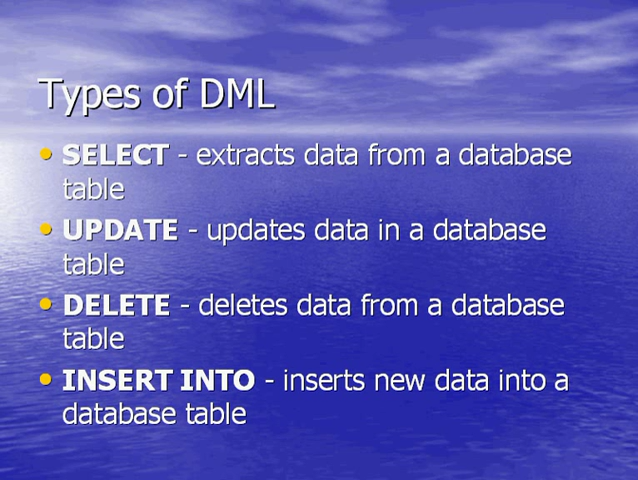 Types of DML
• SELECT - extracts data from a database
table
• UPDATE - updates data in a database
table
• DELETE - deletes data from a database
table
• INSERT INTO - inserts new data into a
database table